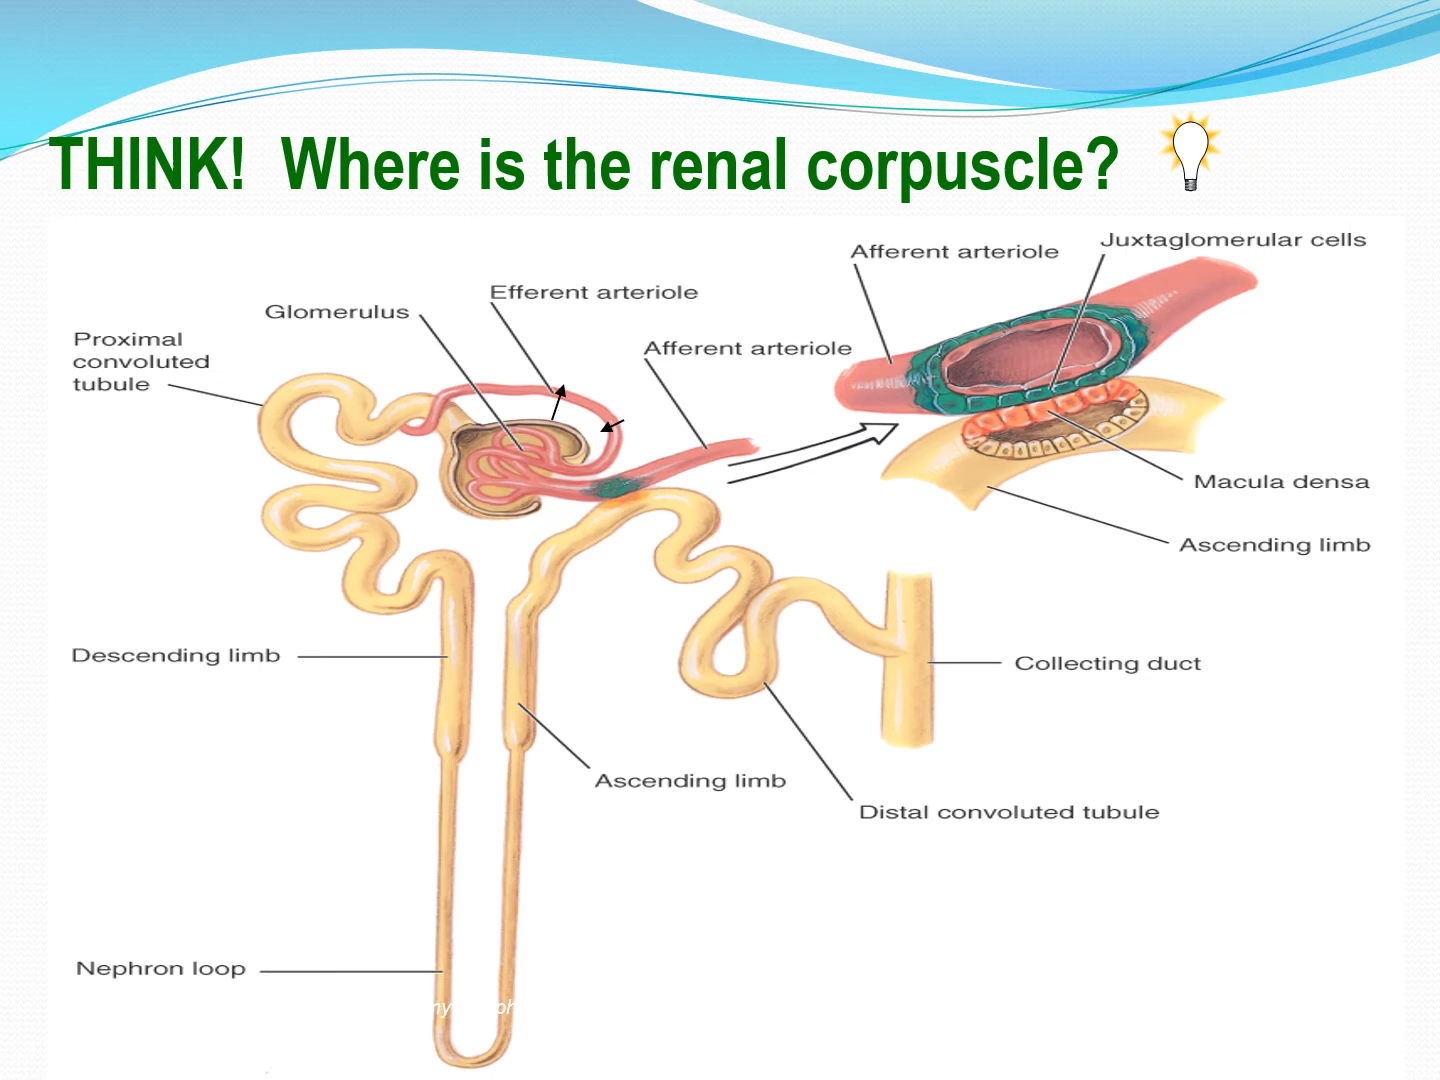 THINK! Where is the renal corpuscle?
Juxtaglomerular cells
Afferent arteriole
Efferent arteriole
Glomerulus
Proximal
convoluted
tubule
Afferent arteriole
Macula densa
Ascending limb
Descending limb
Collecting duct
Ascending limb
Distal convoluted tubule
Nephron loop